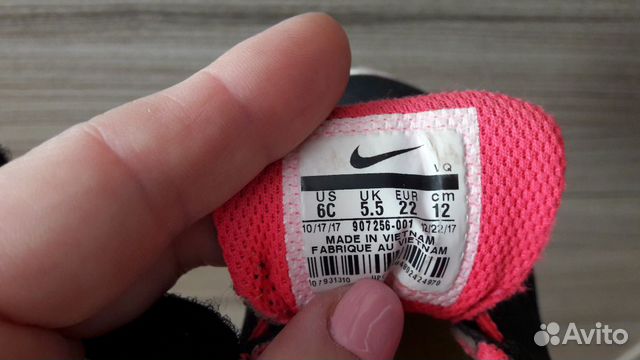 VQ
US UK EUR cm
6C 5.5 22 12
10/17/17 907256-001 12/22/17
MADE IN VIETNAM
FABRIQUE AU VIETNAM
Avito